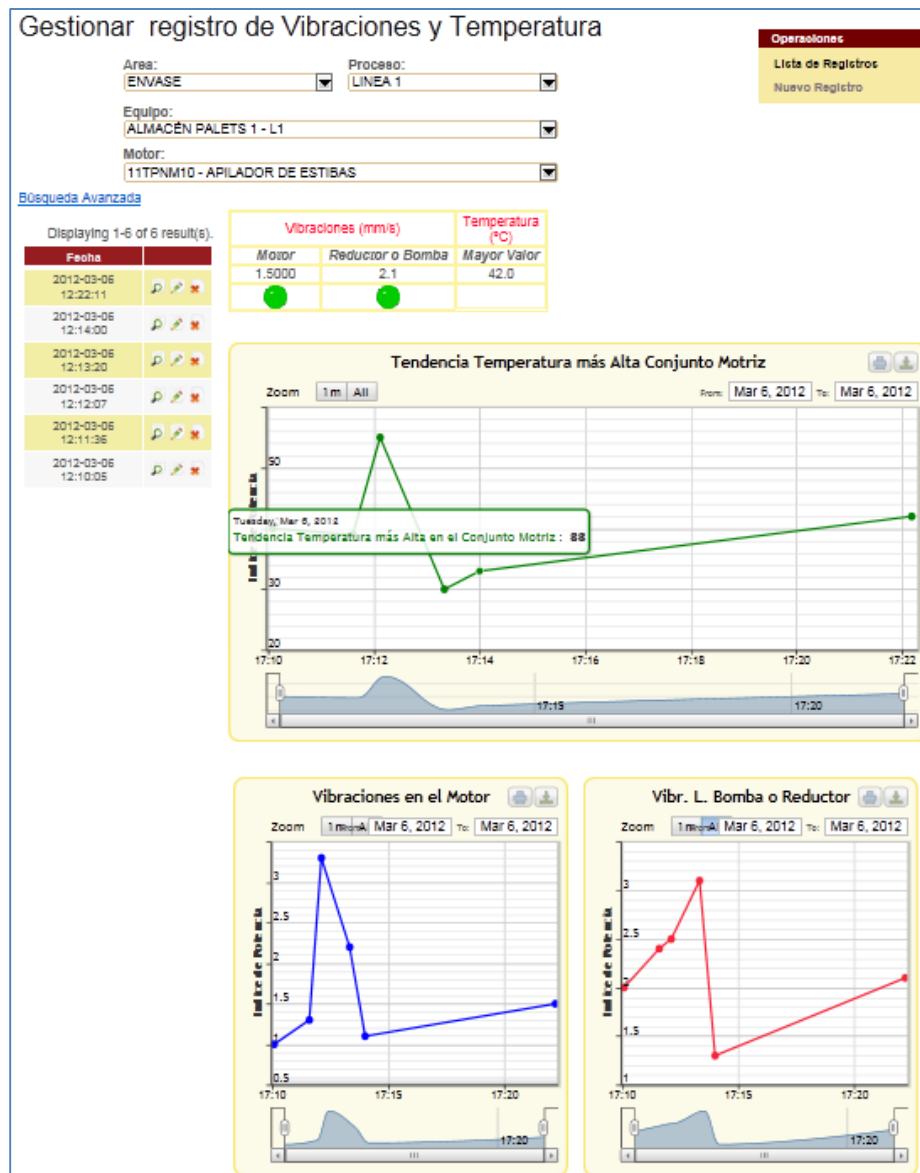 Gestionar registro de Vibraciones y Temperatura
Operaciones
Lista de Registros
Nuevo Registro
Area:
ENVASE
Proceso:
LINEA 1
Equipo:
ALMACÉN PALETS 1 - L1
Motor:
11TPNM10 - APILADOR DE ESTIBAS
Búsqueda Avanzada
Displaying 1-6 of 6 result(s).
Fecha
2012-03-06
12:22:11
2012-03-06
12:14:00
2012-03-06
12:13:20
2012-03-06
12:12:07
2012-03-06
12:11:36
2012-03-06
12:10:05
Vibraciones (mm/s)
Temperatura
(ºC)
Motor
Reductor o Bomba
Mayor Valor
1.5000
2.1
42.0
Tendencia Temperatura más Alta Conjunto Motriz
Zoom
1m
All
From:
Mar 6, 2012
To:
Mar 6, 2012
50
Tuesday, Mar 6, 2012
Tendencia Temperatura más Alta en el Conjunto Motriz : 88
30
20
17:10
17:12
17:14
17:16
17:18
17:20
17:22
17:15
17:20
Vibraciones en el Motor
Zoom
Mar 6, 2012
To:
Mar 6, 2012
Indice de Potencia
3
2.5
2
1.5
1
0.5
17:10
17:15
17:20
17:20
Vibr. L. Bomba o Reductor
Zoom
Mar 6, 2012
To:
Mar 6, 2012
Indice de Potencia
3
2.5
2
1.5
1
17:10
17:15
17:20
17:20